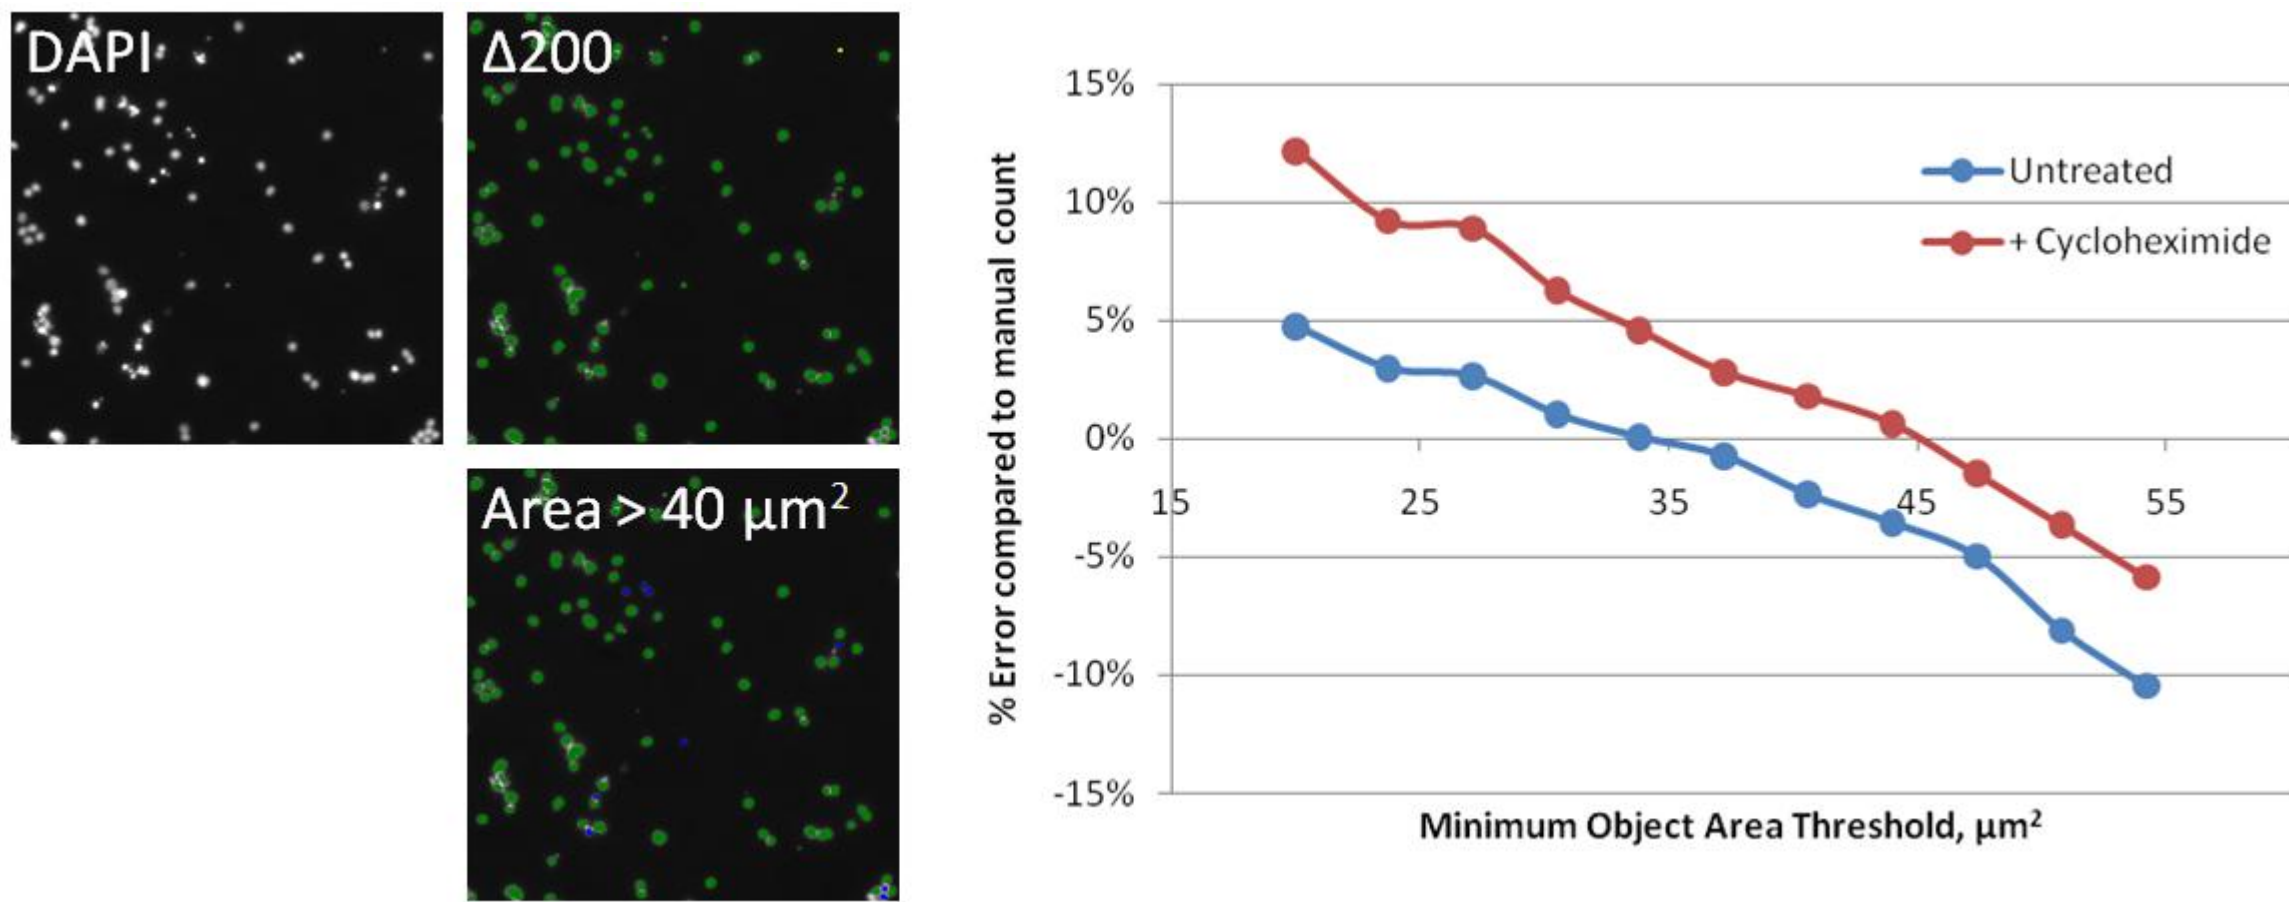 DAPI
Δ200
Area > 40 μm²
% Error compared to manual count
15%
10%
5%
0%
-5%
-10%
-15%
15 25 35 45 55
Untreated
+ Cycloheximide
Minimum Object Area Threshold, μm²